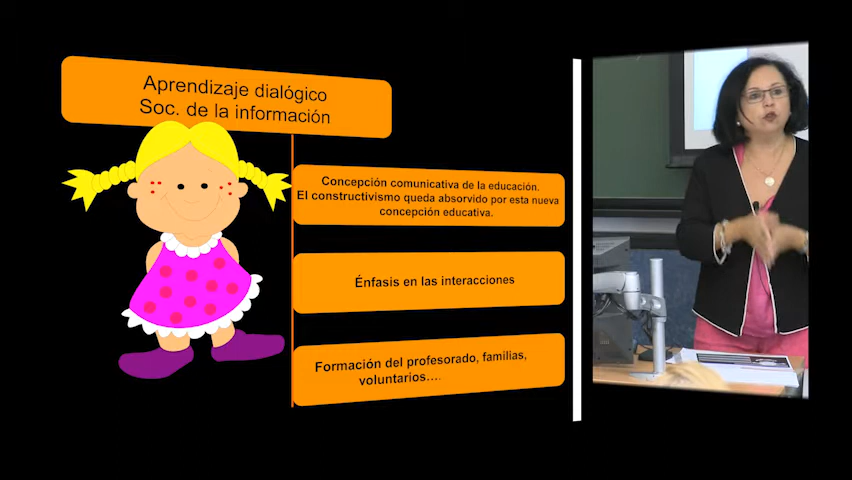 Aprendizaje dialógico
Soc. de la información
Concepción comunicativa de la educación.
El constructivismo queda absorvido por esta nueva
concepción educativa.
Énfasis en las interacciones
Formación del profesorado, familias,
voluntarios….